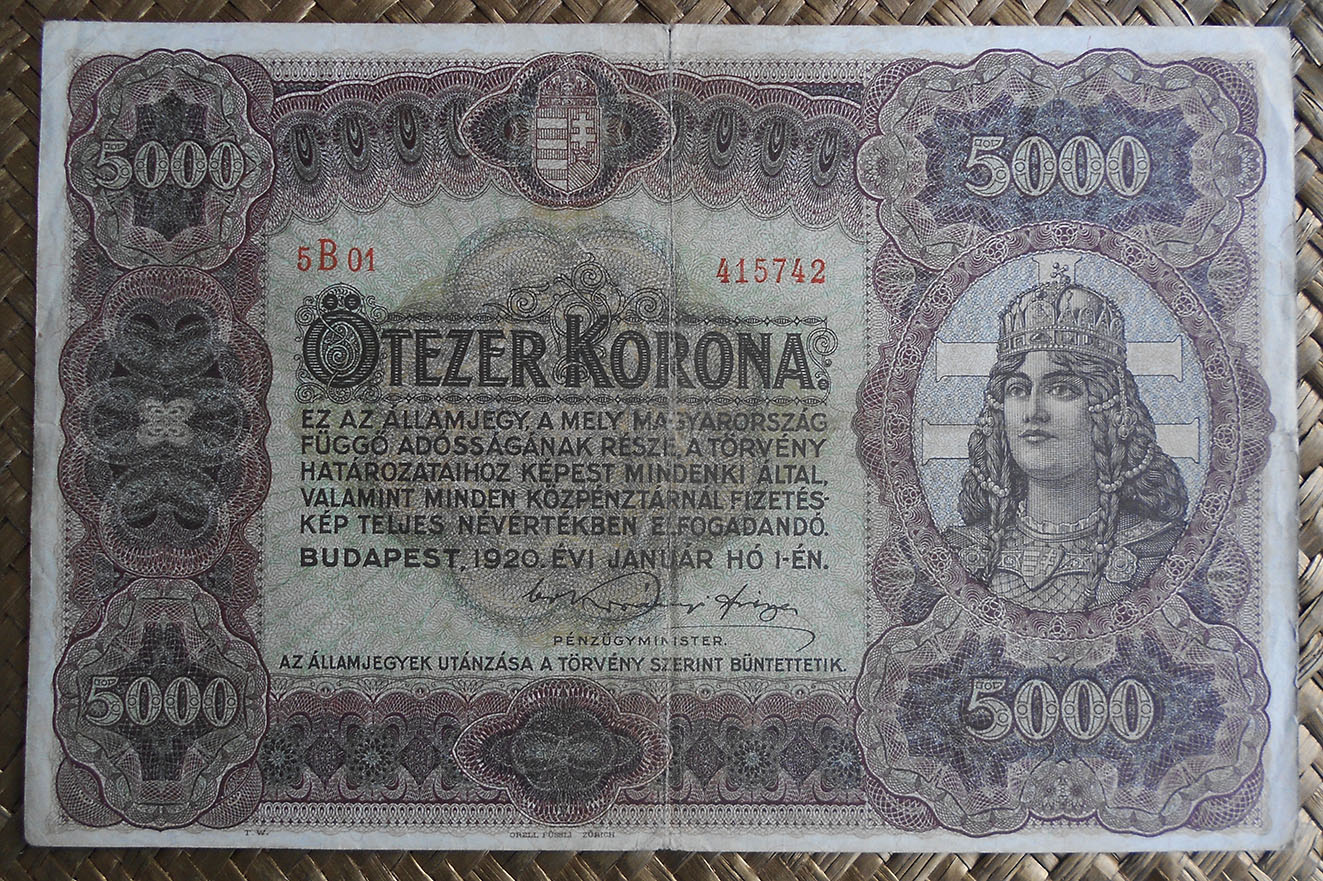 5000
5000
5B 01
415742
ÖTEZER KORONA.
EZ AZ ÁLLAMJEGY, A MELY MAGYARORSZÁG
FÜGGŐ ADÓSSÁGÁNAK RÉSZE, A TÖRVÉNY
HATÁROZATAIHOZ KÉPEST MINDENKI ÁLTAL,
VALAMINT MINDEN KÖZPÉNZTÁRNÁL FIZETÉS-
KÉP TELJES NÉVÉRTÉKBEN ELFOGADANDÓ.
BUDAPEST, 1920. ÉVI JANUÁR HÓ 1-ÉN.
PÉNZÜGYMINISTER.
AZ ÁLLAMJEGYEK UTÁNZÁSA A TÖRVÉNY SZERINT BÜNTETTETIK.
5000
5000
T. W.
ORELL FÜSSLI ZÜRICH